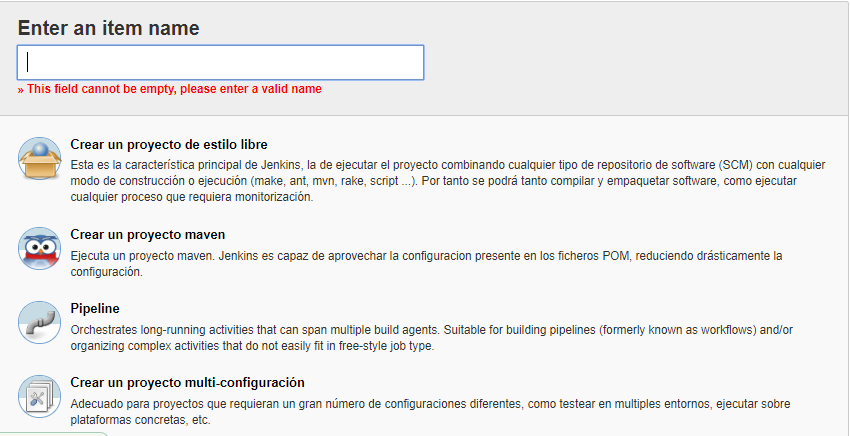 Enter an item name
» This field cannot be empty, please enter a valid name
Crear un proyecto de estilo libre
Esta es la característica principal de Jenkins, la de ejecutar el proyecto combinando cualquier tipo de repositorio de software (SCM) con cualquier
modo de construcción o ejecución (make, ant, mvn, rake, script ...). Por tanto se podrá tanto compilar y empaquetar software, como ejecutar
cualquier proceso que requiera monitorización.
Crear un proyecto maven
Ejecuta un proyecto maven. Jenkins es capaz de aprovechar la configuracion presente en los ficheros POM, reduciendo drásticamente la
configuración.
Pipeline
Orchestrates long-running activities that can span multiple build agents. Suitable for building pipelines (formerly known as workflows) and/or
organizing complex activities that do not easily fit in free-style job type.
Crear un proyecto multi-configuración
Adecuado para proyectos que requieran un gran número de configuraciones diferentes, como testear en multiples entornos, ejecutar sobre
plataformas concretas, etc.